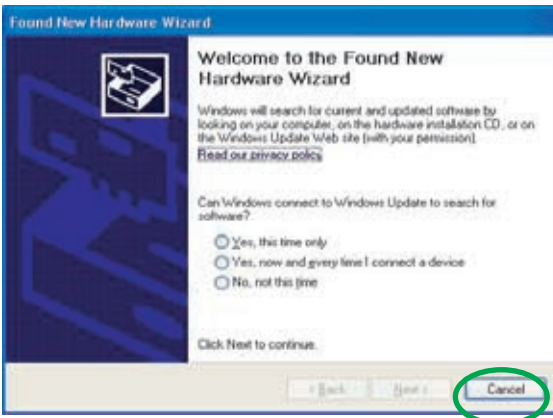 Found New Hardware Wizard
Welcome to the Found New
Hardware Wizard
Windows will search for current and updated software by
looking on your computer, on the hardware installation CD, or on
the Windows Update Web site (with your permission).
Read our privacy policy
Can Windows connect to Windows Update to search for
software?
Yes, this time only
Yes, now and every time I connect a device
No, not this time
Click Next to continue.
< Back Next > Cancel